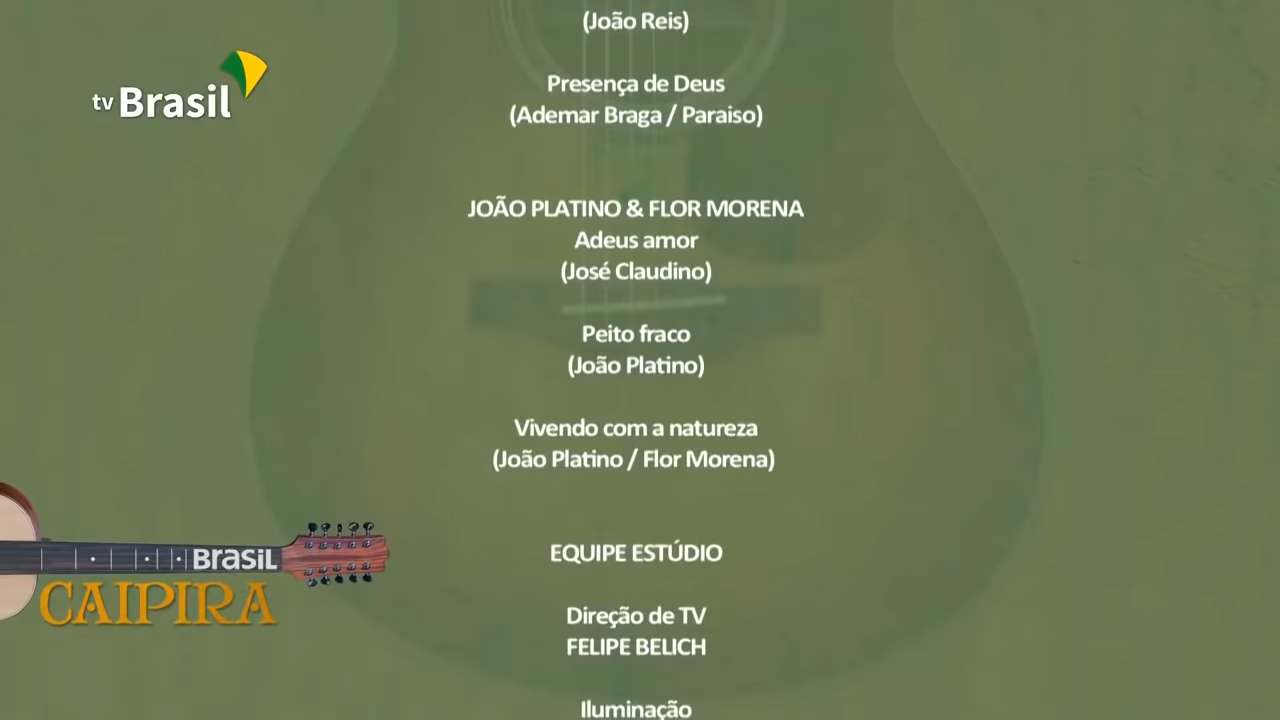 (João Reis)
Presença de Deus
(Ademar Braga / Paraiso)
tv Brasil
JOÃO PLATINO & FLOR MORENA
Adeus amor
(José Claudino)
Peito fraco
(João Platino)
Vivendo com a natureza
(João Platino / Flor Morena)
EQUIPE ESTÚDIO
BRASIL
CAIPIRA
Direção de TV
FELIPE BELICH
Iluminação